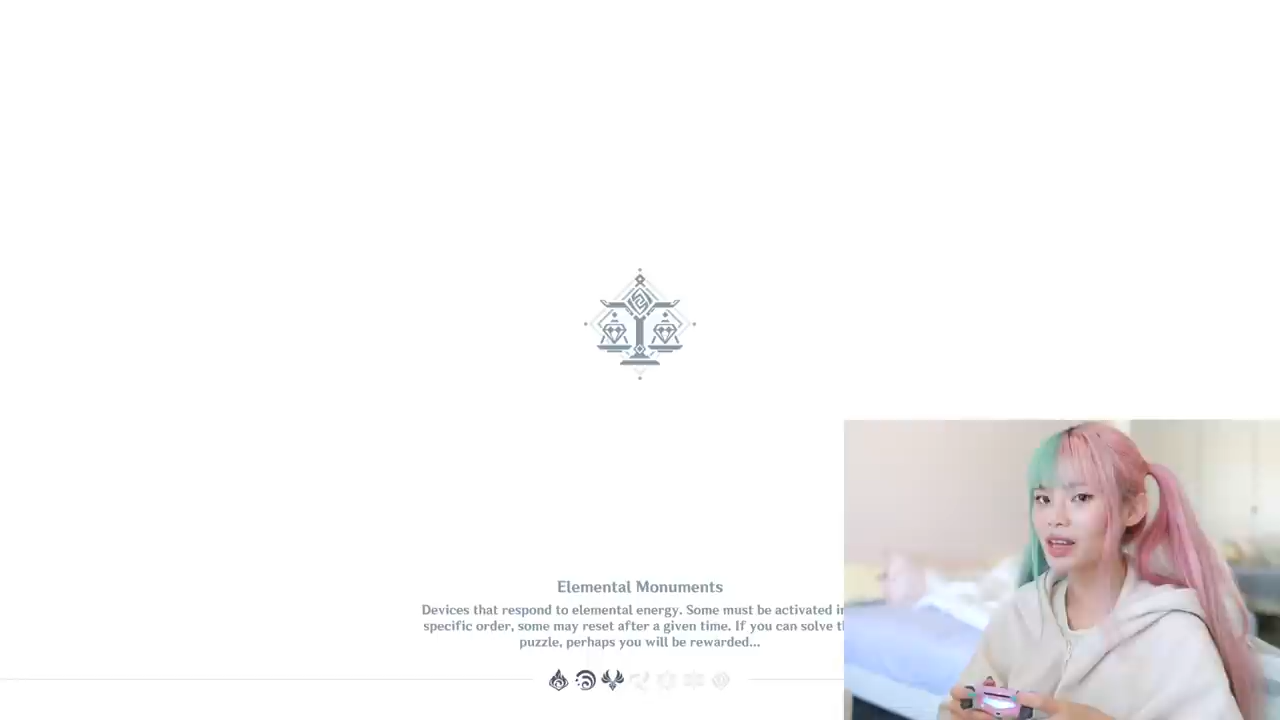 Elemental Monuments
Devices that respond to elemental energy. Some must be activated in
specific order, some may reset after a given time. If you can solve
puzzle, perhaps you will be rewarded...